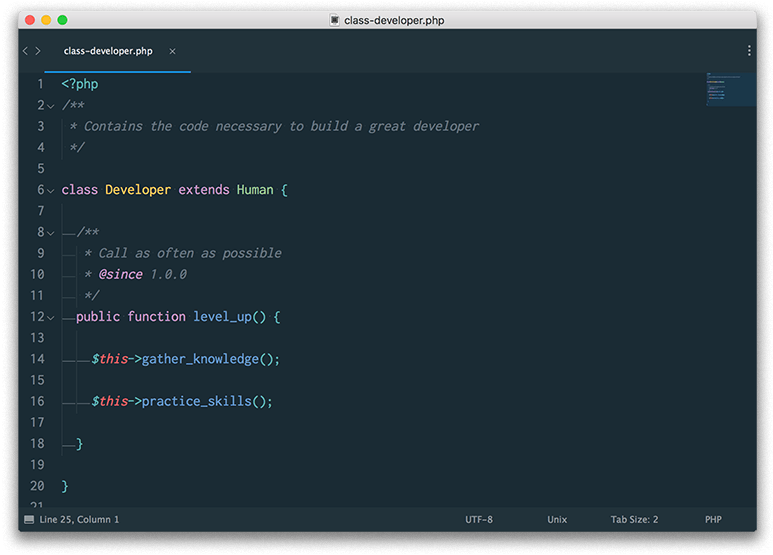 class-developer.php
class-developer.php ×
1 <?php
2 /**
3 * Contains the code necessary to build a great developer
4 */
5
6 class Developer extends Human {
7
8 /**
9 * Call as often as possible
10 * @since 1.0.0
11 */
12 public function level_up() {
13
14 $this->gather_knowledge();
15
16 $this->practice_skills();
17
18 }
19
20 }
21
Line 25, Column 1 UTF-8 Unix Tab Size: 2 PHP